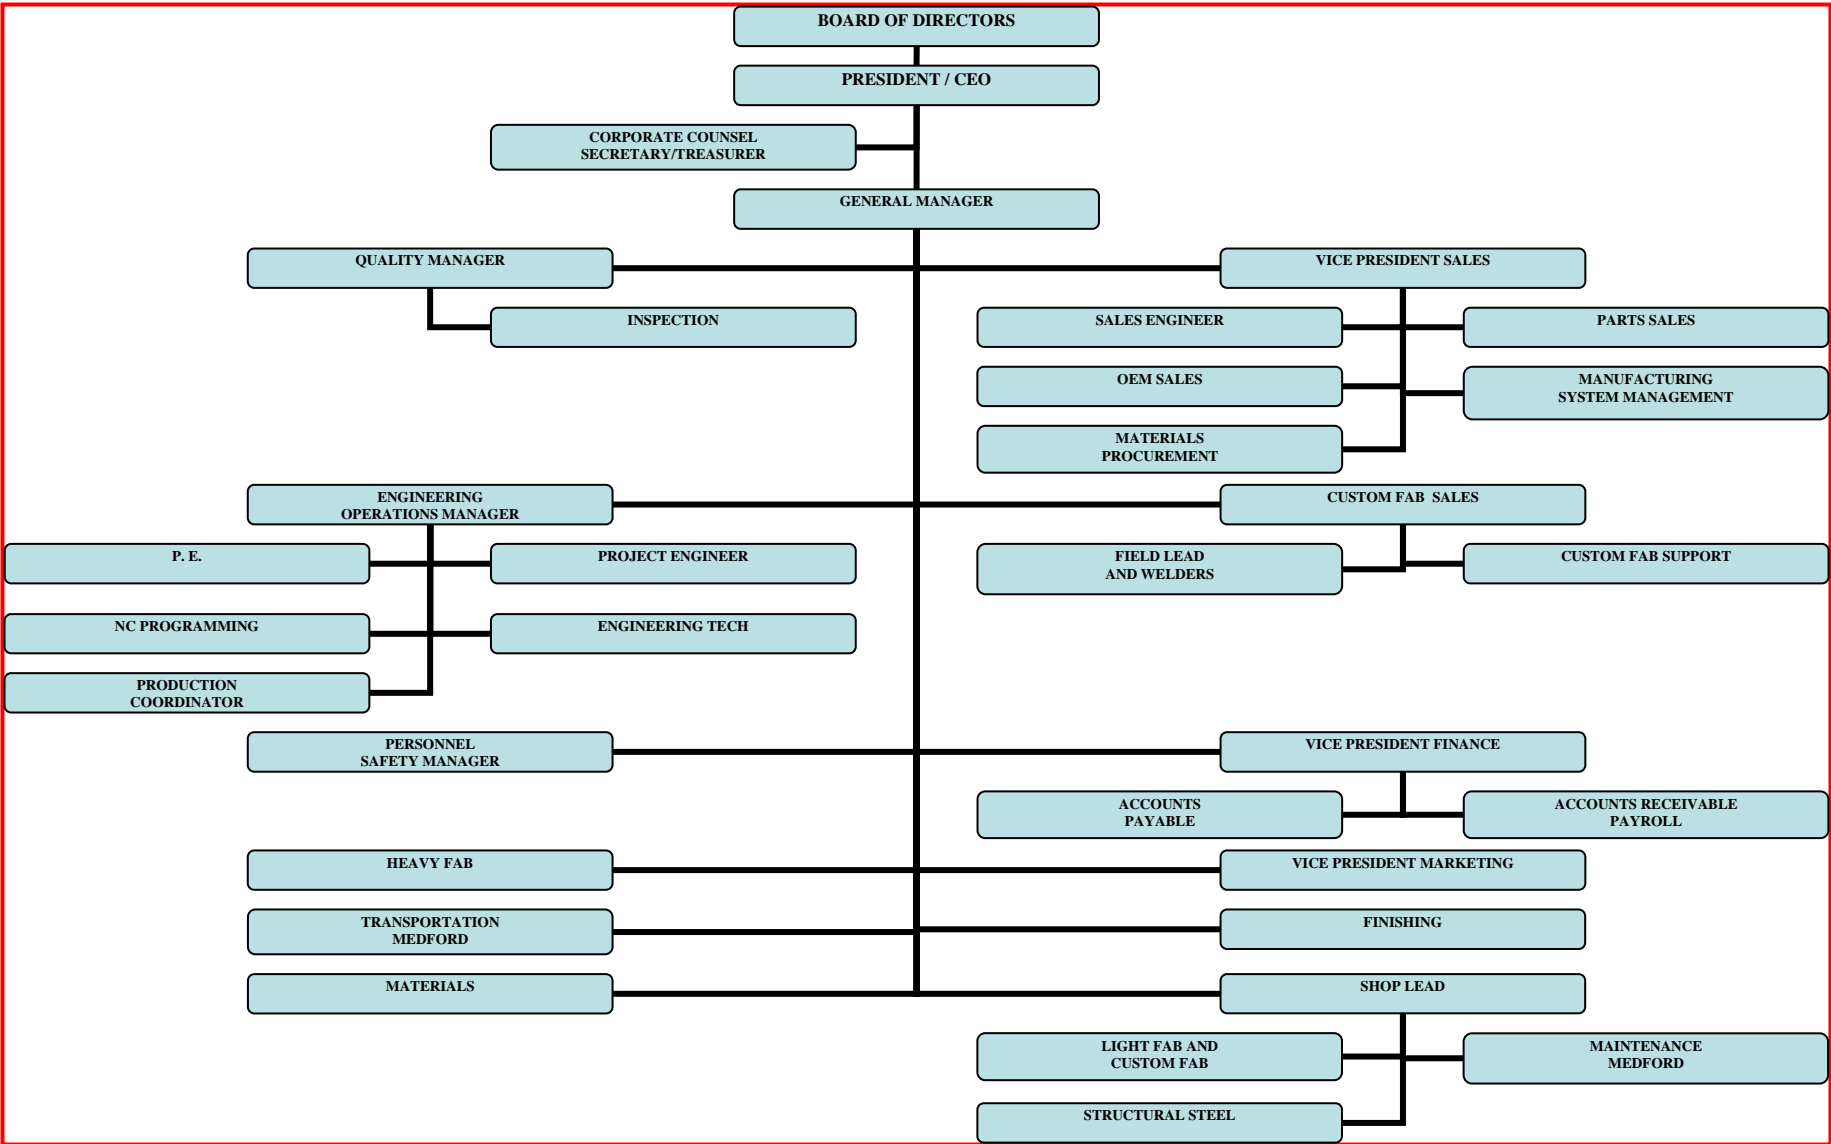 BOARD OF DIRECTORS
PRESIDENT / CEO
CORPORATE COUNSEL
SECRETARY/TREASURER
GENERAL MANAGER
QUALITY MANAGER
VICE PRESIDENT SALES
INSPECTION
SALES ENGINEER
PARTS SALES
OEM SALES
MANUFACTURING
SYSTEM MANAGEMENT
MATERIALS
PROCUREMENT
ENGINEERING
OPERATIONS MANAGER
CUSTOM FAB SALES
P. E.
PROJECT ENGINEER
FIELD LEAD
AND WELDERS
CUSTOM FAB SUPPORT
NC PROGRAMMING
ENGINEERING TECH
PRODUCTION
COORDINATOR
PERSONNEL
SAFETY MANAGER
VICE PRESIDENT FINANCE
ACCOUNTS
PAYABLE
ACCOUNTS RECEIVABLE
PAYROLL
HEAVY FAB
VICE PRESIDENT MARKETING
TRANSPORTATION
MEDFORD
FINISHING
MATERIALS
SHOP LEAD
LIGHT FAB AND
CUSTOM FAB
MAINTENANCE
MEDFORD
STRUCTURAL STEEL